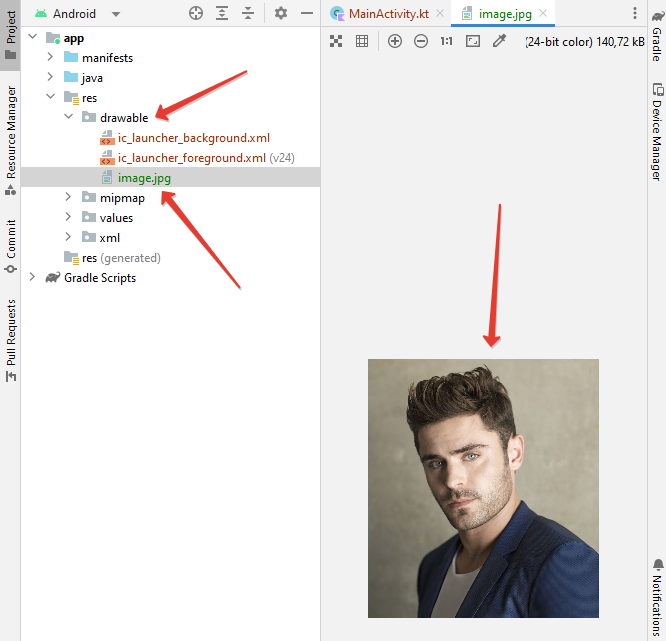 Project
Resource Manager
Commit
Pull Requests
Android
app
manifests
java
res
drawable
ic_launcher_background.xml
ic_launcher_foreground.xml (v24)
image.jpg
mipmap
values
xml
res (generated)
Gradle Scripts
MainActivity.kt
image.jpg
1:1
(24-bit color) 140,72 kB
Gradle
Device Manager
Notifications